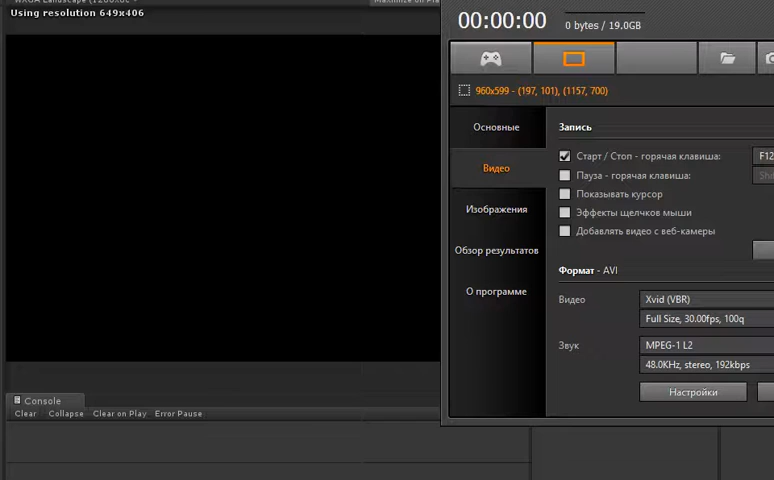 Using resolution 649x406
00:00:00
0 bytes / 19.0GB
960x599 - (197, 101), (1157, 700)
Основные
Видео
Изображения
Обзор результатов
О программе
Запись
Старт / Стоп - горячая клавиша:
F12
Пауза - горячая клавиша:
Показывать курсор
Эффекты щелчков мыши
Добавлять видео с веб-камеры
Формат - AVI
Видео
Xvid (VBR)
Full Size, 30.00fps, 100q
Звук
MPEG-1 L2
48.0KHz, stereo, 192kbps
Настройки
Console
Clear Collapse Clear on Play Error Pause